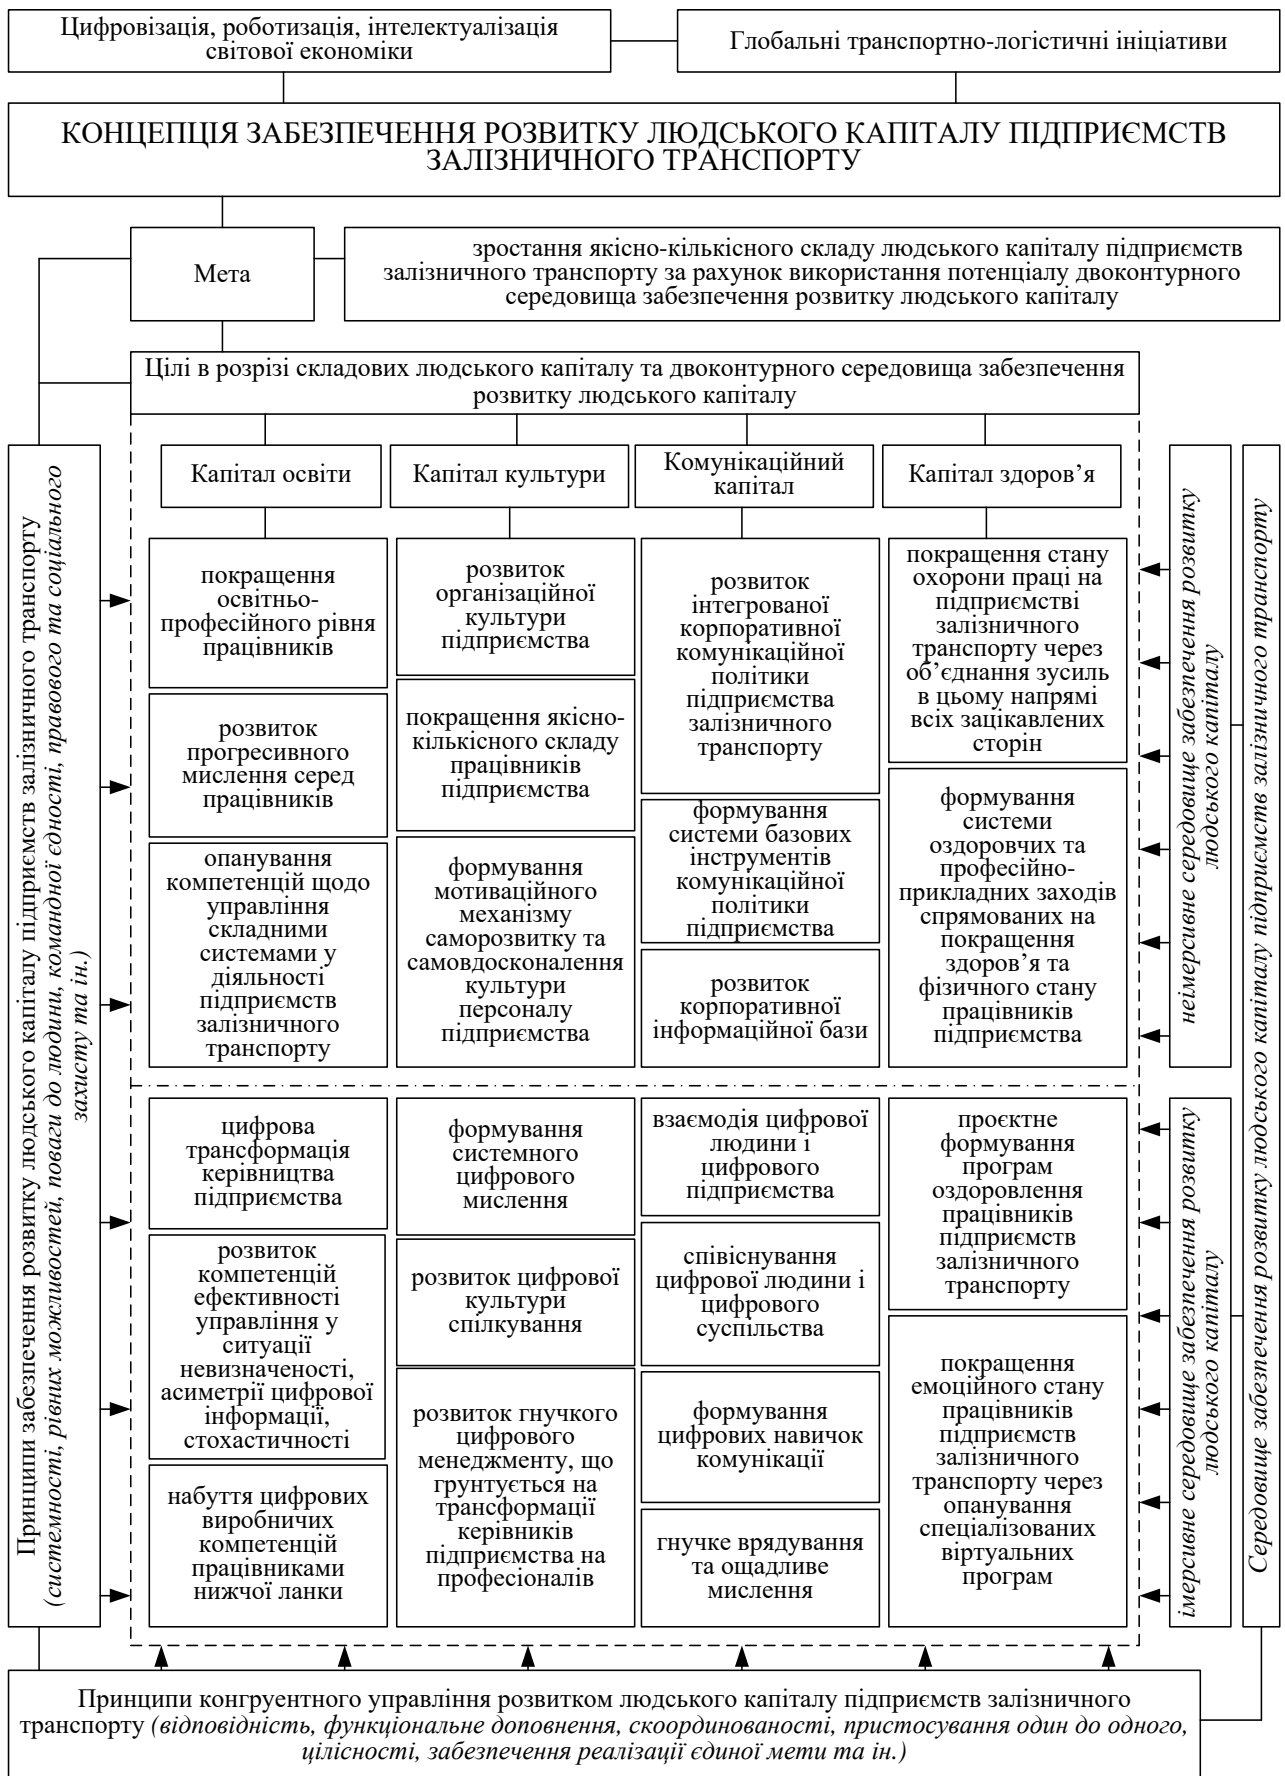 Цифровізація, роботизація, інтелектуалізація
світової економіки
Глобальні транспортно-логістичні ініціативи
КОНЦЕПЦІЯ ЗАБЕЗПЕЧЕННЯ РОЗВИТКУ ЛЮДСЬКОГО КАПІТАЛУ ПІДПРИЄМСТВ
ЗАЛІЗНИЧНОГО ТРАНСПОРТУ
Мета
зростання якісно-кількісного складу людського капіталу підприємств
залізничного транспорту за рахунок використання потенціалу двоконтурного
середовища забезпечення розвитку людського капіталу
Цілі в розрізі складових людського капіталу та двоконтурного середовища забезпечення
розвитку людського капіталу
Принципи забезпечення розвитку людського капіталу підприємств залізничного транспорту
(системності, рівних можливостей, поваги до людини, командної єдності, правового та соціального
захисту та ін.)
Капітал освіти
покращення
освітньо-
професійного рівня
працівників
розвиток
прогресивного
мислення серед
працівників
опанування
компетенцій щодо
управління
складними
системами у
діяльності
підприємств
залізничного
транспорту
Капітал культури
розвиток
організаційної
культури
підприємства
покращення якісно-
кількісного складу
працівників
підприємства
формування
мотиваційного
механізму
саморозвитку та
самовдосконалення
культури
персоналу
підприємства
Комунікаційний
капітал
розвиток
інтегрованої
корпоративної
комунікаційної
політики
підприємства
залізничного
транспорту
формування
системи базових
інструментів
комунікаційної
політики
підприємства
розвиток
корпоративної
інформаційної бази
Капітал здоров’я
покращення стану
охорони праці на
підприємстві
залізничного
транспорту через
об’єднання зусиль
в цьому напрямі
всіх зацікавлених
сторін
формування
системи
оздоровчих та
професійно-
прикладних заходів
спрямованих на
покращення
здоров’я та
фізичного стану
працівників
підприємства
неімерсивне середовище забезпечення розвитку
людського капіталу
цифрова
трансформація
керівництва
підприємства
розвиток
компетенцій
ефективності
управління у
ситуації
невизначеності,
асиметрії цифрової
інформації,
стохастичності
набуття цифрових
виробничих
компетенцій
працівниками
нижчої ланки
формування
системного
цифрового
мислення
розвиток цифрової
культури
спілкування
розвиток гнучкого
цифрового
менеджменту, що
грунтується на
трансформації
керівників
підприємства на
професіоналів
взаємодія цифрової
людини і
цифрового
підприємства
співіснування
цифрової людини і
цифрового
суспільства
формування
цифрових навичок
комунікації
гнучке врядування
та ощадливе
мислення
проєктне
формування
програм
оздоровлення
працівників
підприємств
залізничного
транспорту
покращення
емоційного стану
працівників
підприємств
залізничного
транспорту через
опанування
спеціалізованих
віртуальних
програм
імерсивне середовище забезпечення розвитку
людського капіталу
Середовище забезпечення розвитку людського капіталу підприємств залізничного транспорту
Принципи конгруентного управління розвитком людського капіталу підприємств залізничного
транспорту (відповідність, функціональне доповнення, скоординованості, пристосування один до одного,
цілісності, забезпечення реалізації єдиної мети та ін.)